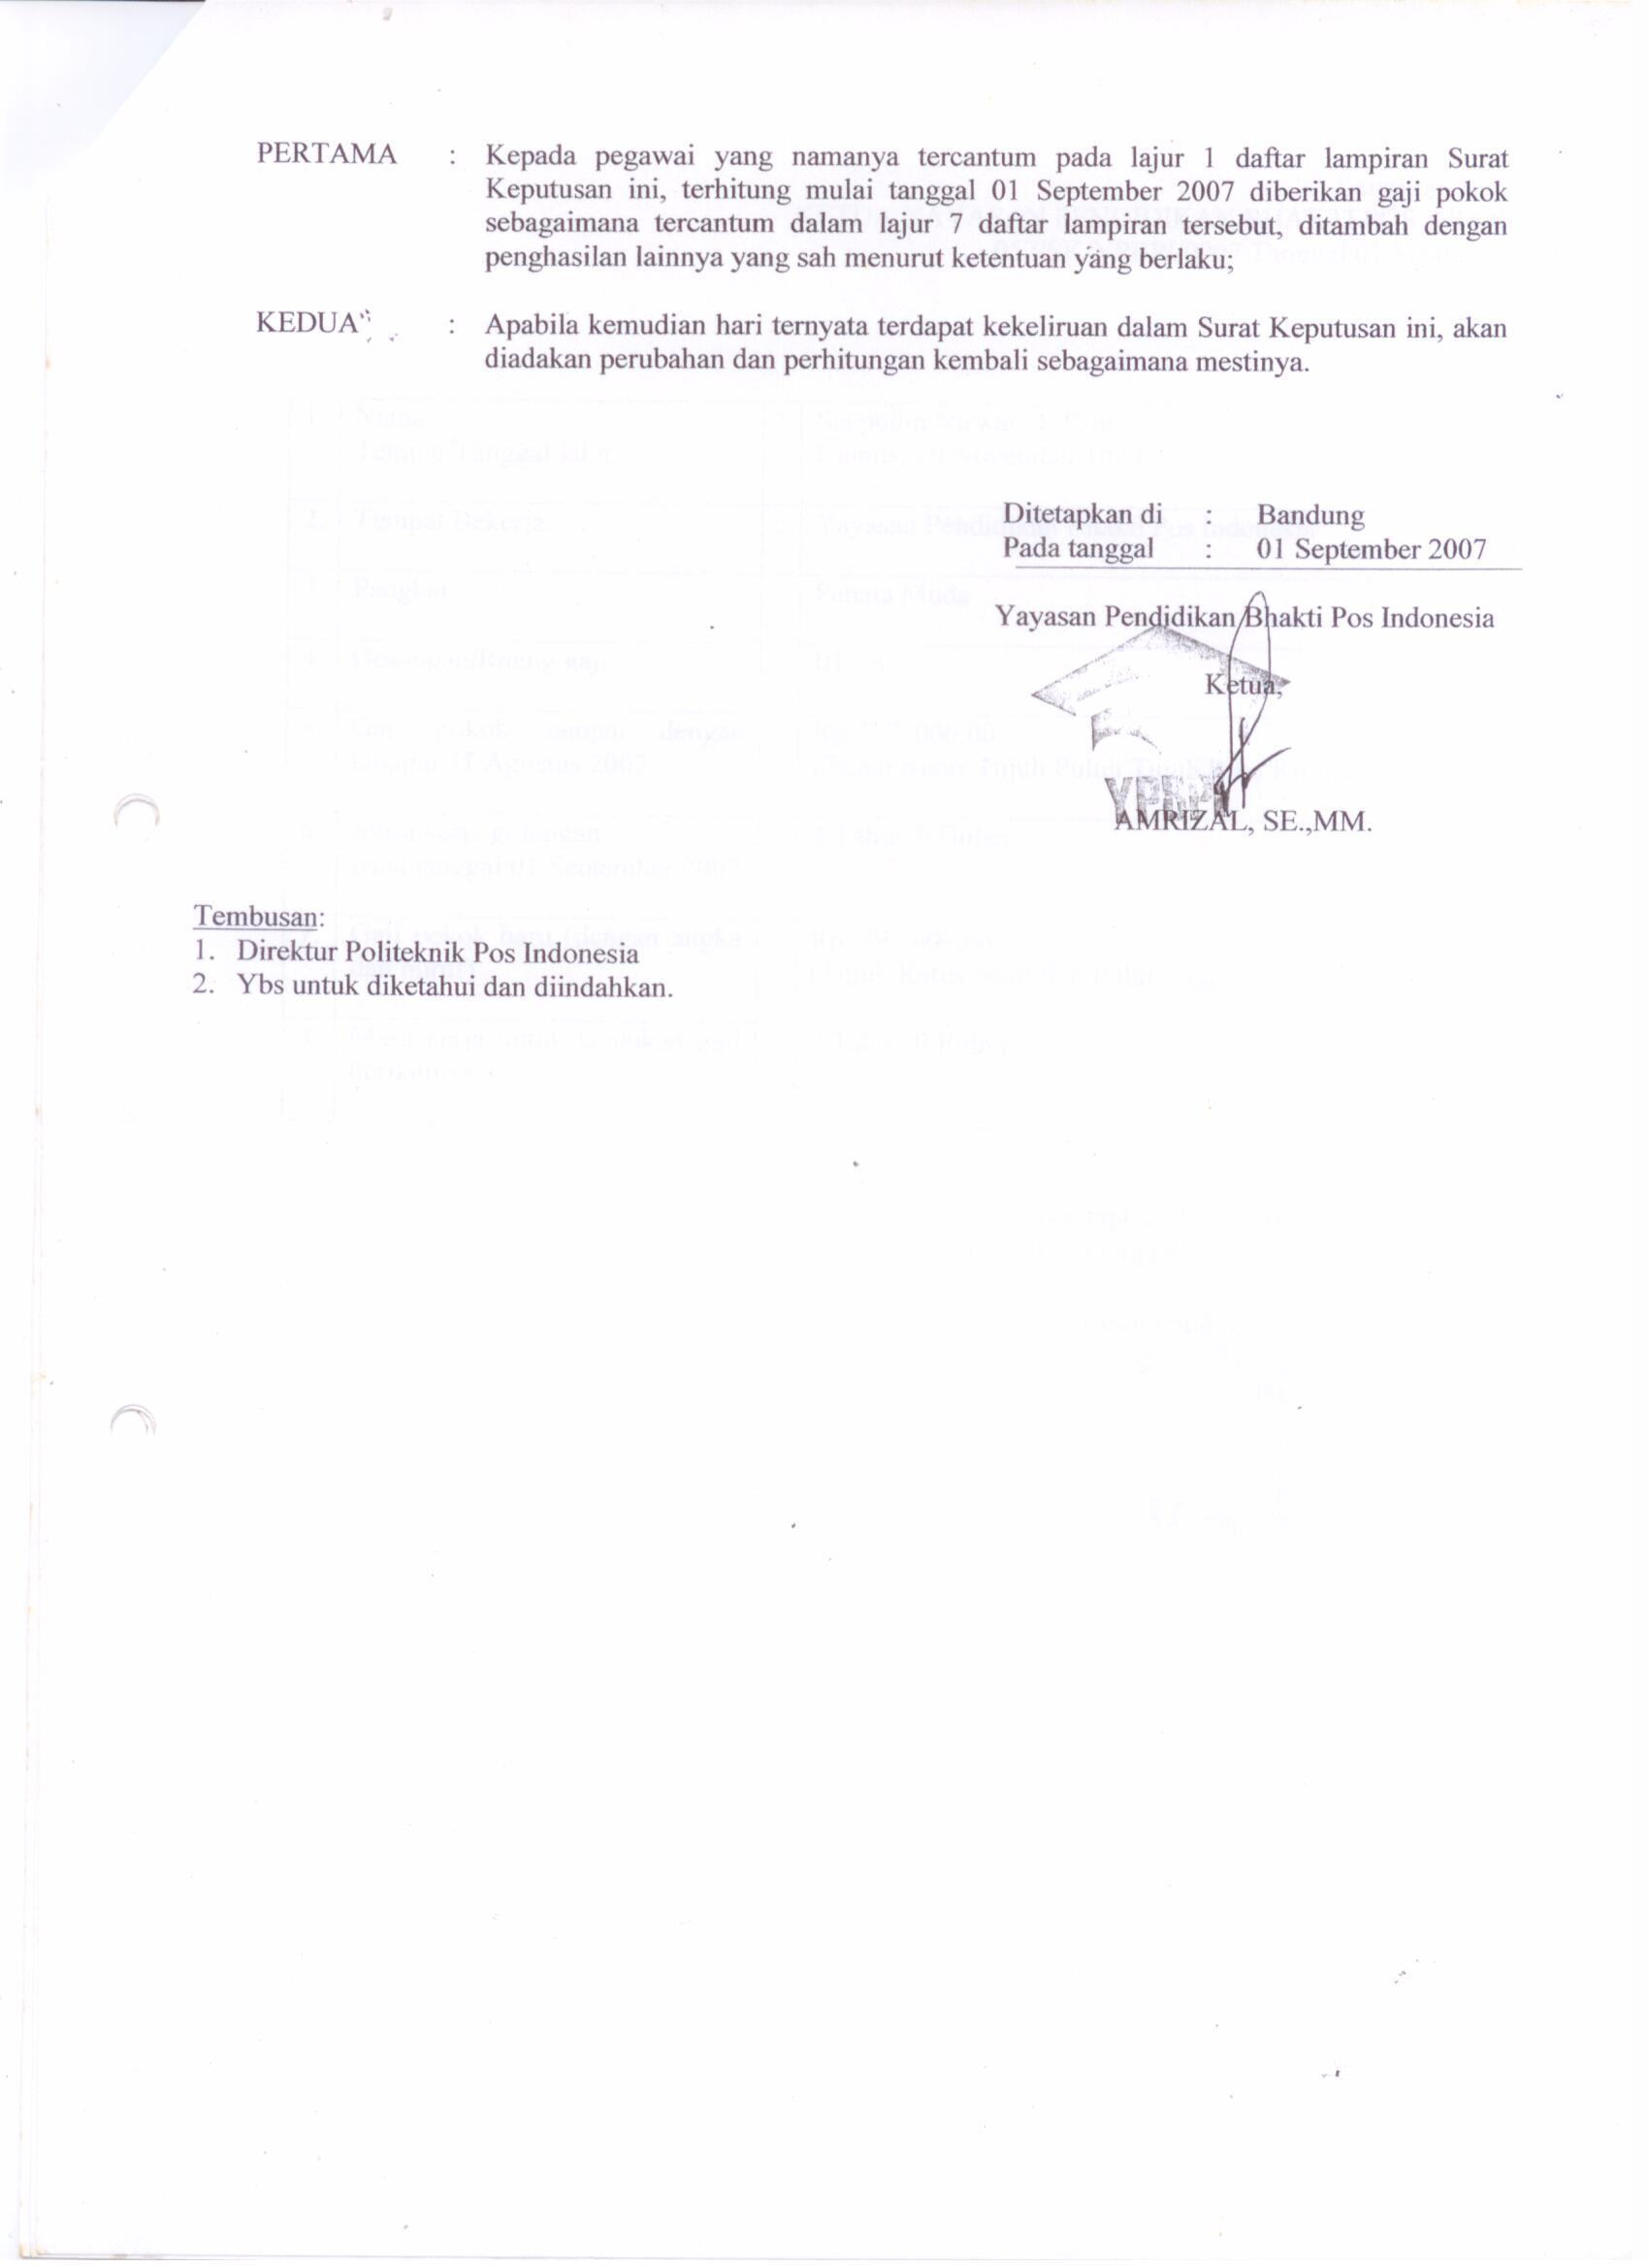 PERTAMA : Kepada pegawai yang namanya tercantum pada lajur 1 daftar lampiran Surat
Keputusan ini, terhitung mulai tanggal 01 September 2007 diberikan gaji pokok
sebagaimana tercantum dalam lajur 7 daftar lampiran tersebut, ditambah dengan
penghasilan lainnya yang sah menurut ketentuan yang berlaku;
KEDUA : Apabila kemudian hari ternyata terdapat kekeliruan dalam Surat Keputusan ini, akan
diadakan perubahan dan perhitungan kembali sebagaimana mestinya.
Ditetapkan di : Bandung
Pada tanggal : 01 September 2007
Yayasan Pendidikan Bhakti Pos Indonesia
Ketua,
YPBPI
AMRIZAL, SE.,MM.
Tembusan:
1. Direktur Politeknik Pos Indonesia
2. Ybs untuk diketahui dan diindahkan.